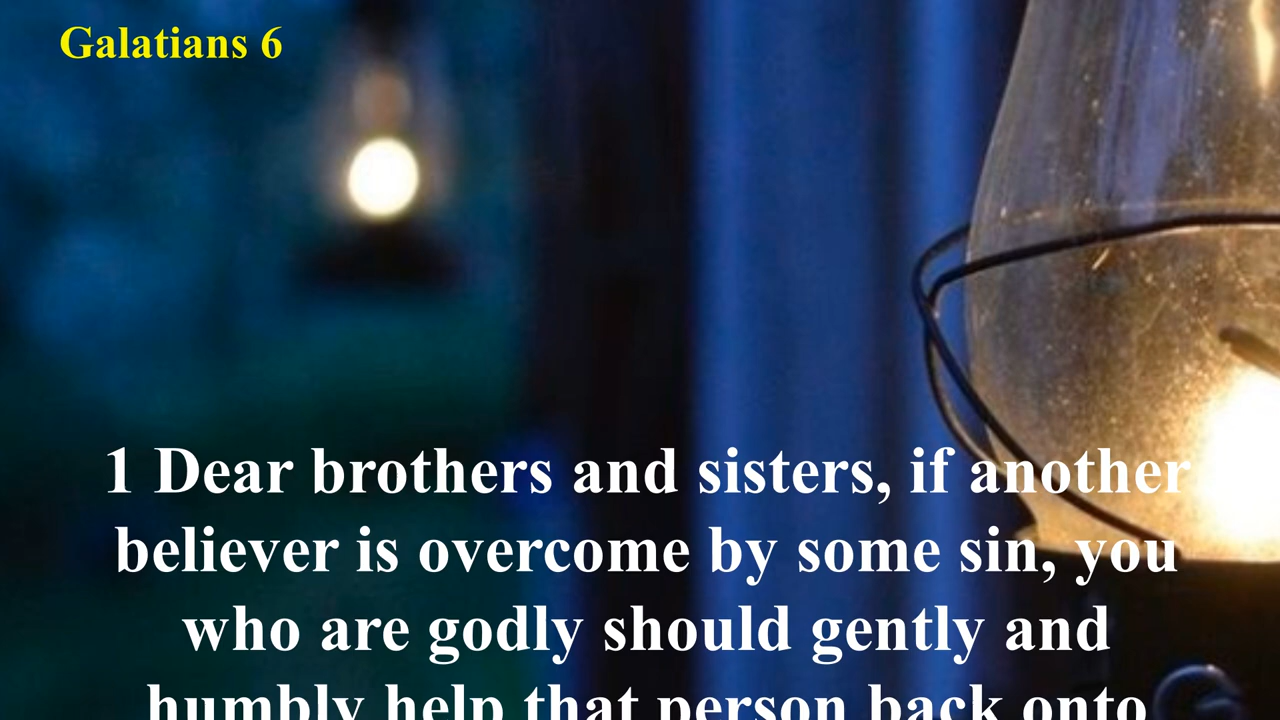 Galatians 6
1 Dear brothers and sisters, if another
believer is overcome by some sin, you
who are godly should gently and
humbly help that person back onto